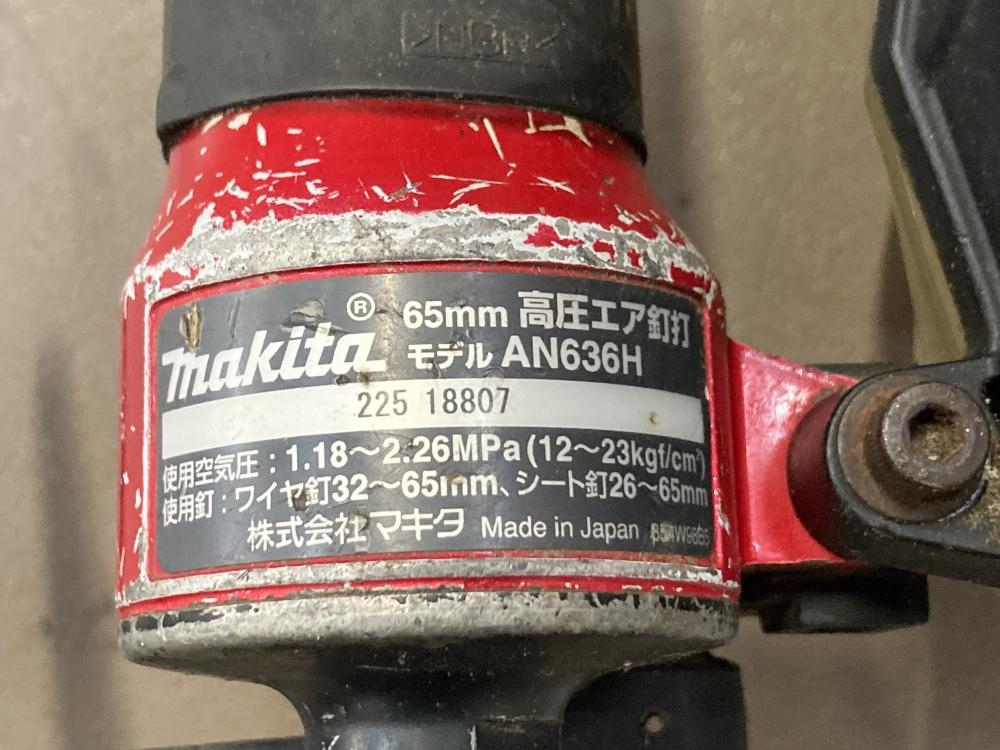 makita® 65mm 高圧エア釘打
モデル AN636H
225 18807
使用空気圧：1.18～2.26MPa (12～23kgf/cm²)
使用釘：ワイヤ釘32～65mm、シート釘26～65mm
株式会社マキタ Made in Japan